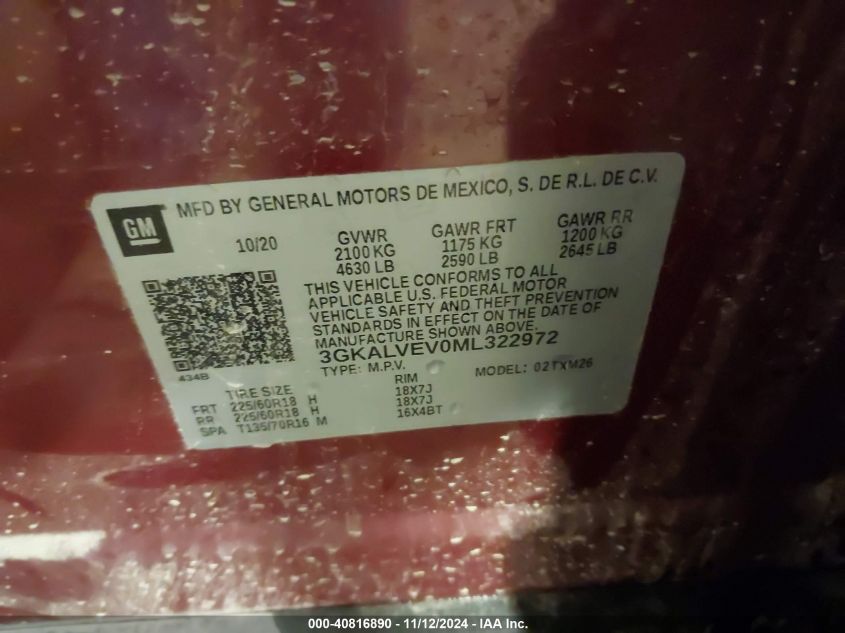 GM
MFD BY GENERAL MOTORS DE MEXICO, S. DE R.L. DE C.V.
10/20 GVWR GAWR FRT GAWR RR
2100 KG 1175 KG 1200 KG
4630 LB 2590 LB 2645 LB
THIS VEHICLE CONFORMS TO ALL
APPLICABLE U.S. FEDERAL MOTOR
VEHICLE SAFETY AND THEFT PREVENTION
STANDARDS IN EFFECT ON THE DATE OF
MANUFACTURE SHOWN ABOVE.
3GKALVEV0ML322972
434B TYPE: M.P.V. MODEL: 02TXM26
TIRE SIZE RIM
FRT 225/60R18 H 18X7J
RR 225/60R18 H 18X7J
SPA T135/70R16 M 16X4BT
000-40816890 - 11/12/2024 - IAA Inc.